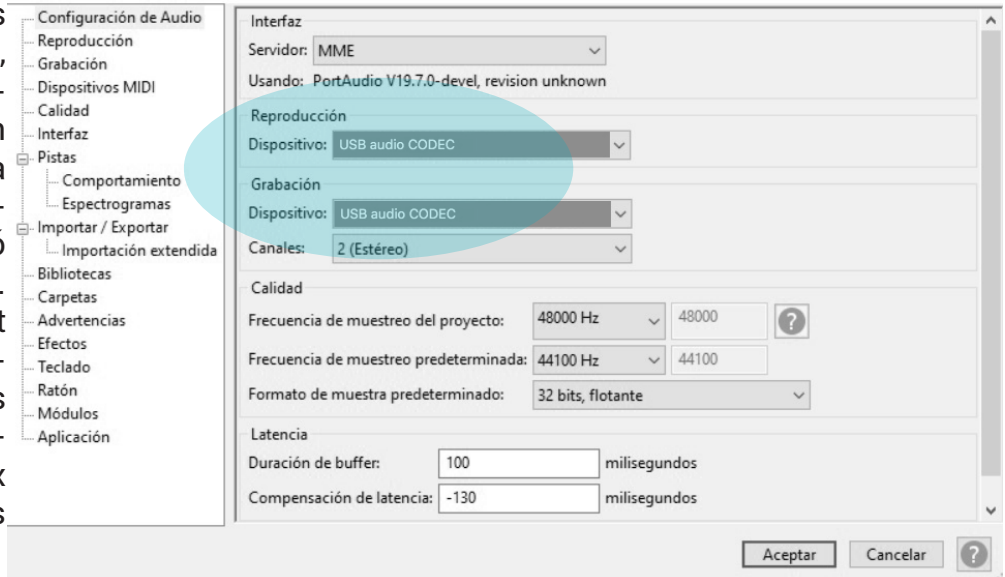 Configuración de Audio
Reproducción
Grabación
Dispositivos MIDI
Calidad
Interfaz
Pistas
Comportamiento
Espectrogramas
Importar / Exportar
Importación extendida
Bibliotecas
Carpetas
Advertencias
Efectos
Teclado
Ratón
Módulos
Aplicación
Interfaz
Servidor: MME
Usando: PortAudio V19.7.0-devel, revision unknown
Reproducción
Dispositivo: USB audio CODEC
Grabación
Dispositivo: USB audio CODEC
Canales: 2 (Estéreo)
Calidad
Frecuencia de muestreo del proyecto: 48000 Hz 48000 ?
Frecuencia de muestreo predeterminada: 44100 Hz 44100
Formato de muestra predeterminado: 32 bits, flotante
Latencia
Duración de buffer: 100 milisegundos
Compensación de latencia: -130 milisegundos
Aceptar Cancelar ?